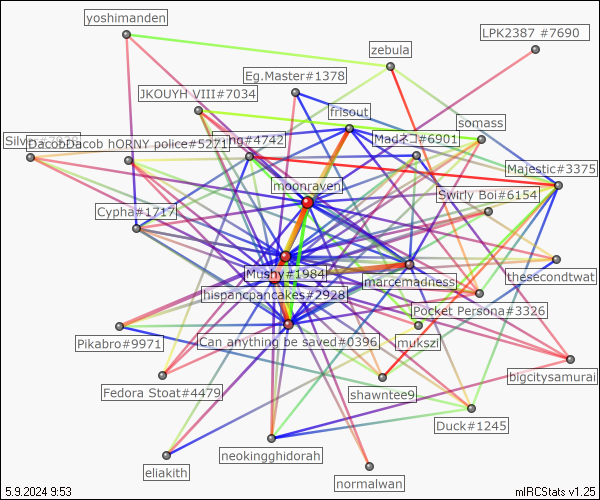 yoshimanden
LPK2387 #7690
zebula
Eg.Master#1378
JKOUYH VIII#7034
frisout
somass
DacobDacob hORNY police#5271
#4742
Madネコ#6901
Majestic#3375
moonraven
Swirly Boi#6154
Cypha#1717
Mushy#1984
thesecondtwat
marcemadness
hispancpancakes#2928
Pocket Persona#3326
Can anything be saved#0396
mukszi
Pikabro#9971
bigcitysamurai
Fedora Stoat#4479
shawntee9
Duck#1245
neokingghidorah
eliakith
normalwan
5.9.2024 9:53
mIRCStats v1.25